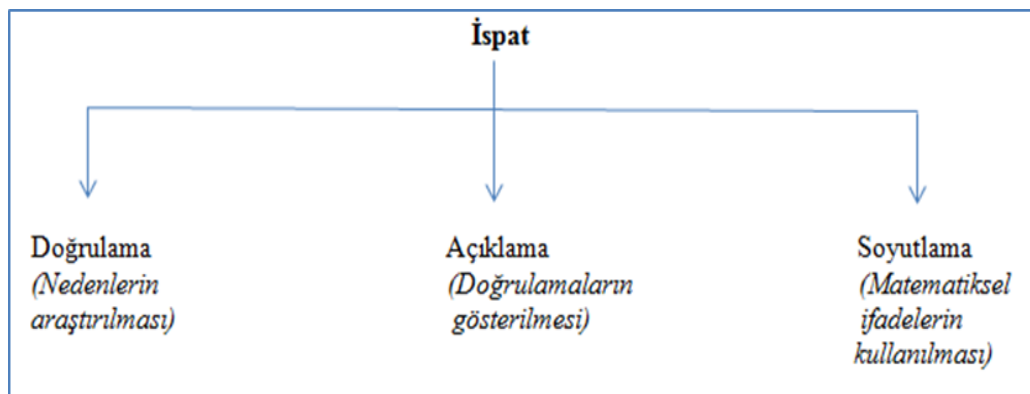 İspat
Doğrulama
(Nedenlerin
araştırılması)
Açıklama
(Doğrulamaların
gösterilmesi)
Soyutlama
(Matematiksel
ifadelerin
kullanılması)